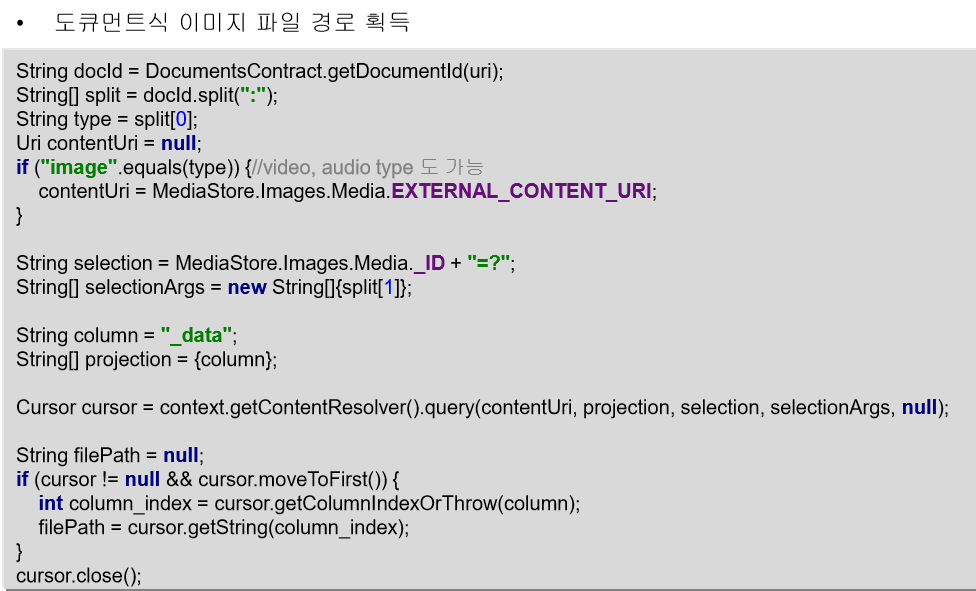 • 도큐먼트식 이미지 파일 경로 획득
String docId = DocumentsContract.getDocumentId(uri);
String[] split = docId.split(":");
String type = split[0];
Uri contentUri = null;
if ("image".equals(type)) {//video, audio type 도 가능
    contentUri = MediaStore.Images.Media.EXTERNAL_CONTENT_URI;
}
String selection = MediaStore.Images.Media._ID + "=?";
String[] selectionArgs = new String[]{split[1]};
String column = "_data";
String[] projection = {column};
Cursor cursor = context.getContentResolver().query(contentUri, projection, selection, selectionArgs, null);
String filePath = null;
if (cursor != null && cursor.moveToFirst()) {
    int column_index = cursor.getColumnIndexOrThrow(column);
    filePath = cursor.getString(column_index);
}
cursor.close();